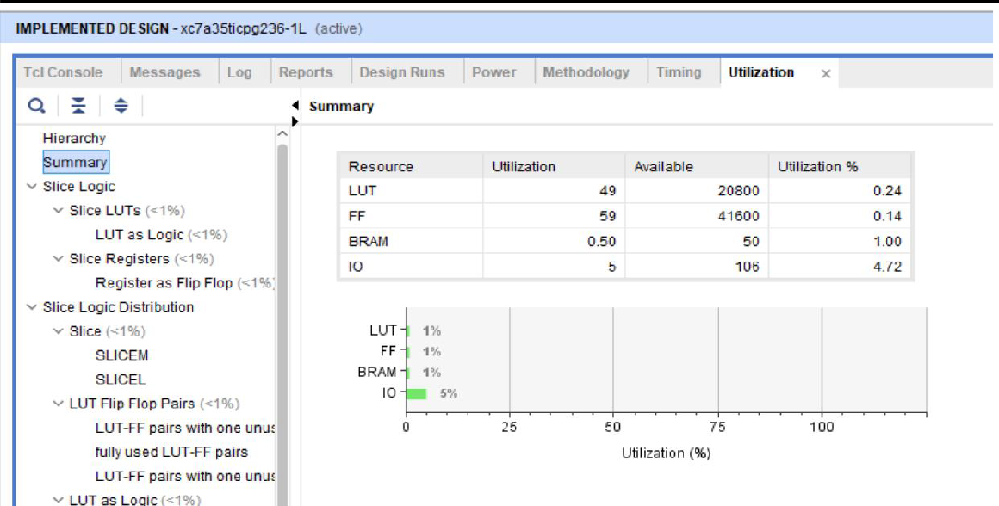 IMPLEMENTED DESIGN - xc7a35ticpg236-1L (active)
Tcl Console Messages Log Reports Design Runs Power Methodology Timing Utilization ×
Summary
Hierarchy
Summary
Slice Logic
Slice LUTs (<1%)
LUT as Logic (<1%)
Slice Registers (<1%)
Register as Flip Flop (<1%)
Slice Logic Distribution
Slice (<1%)
SLICEM
SLICEL
LUT Flip Flop Pairs (<1%)
LUT-FF pairs with one
fully used LUT-FF pairs
LUT-FF pairs with one
LUT as Logic (<1%)
Resource Utilization Available Utilization %
LUT 49 20800 0.24
FF 59 41600 0.14
BRAM 0.50 50 1.00
IO 5 106 4.72
LUT 1%
FF 1%
BRAM 1%
IO 5%
0 25 50 75 100
Utilization (%)